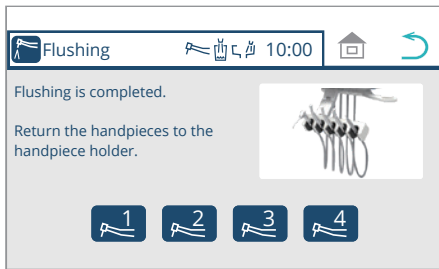 Flushing 10:00
Flushing is completed.
Return the handpieces to the
handpiece holder.
1 2 3 4